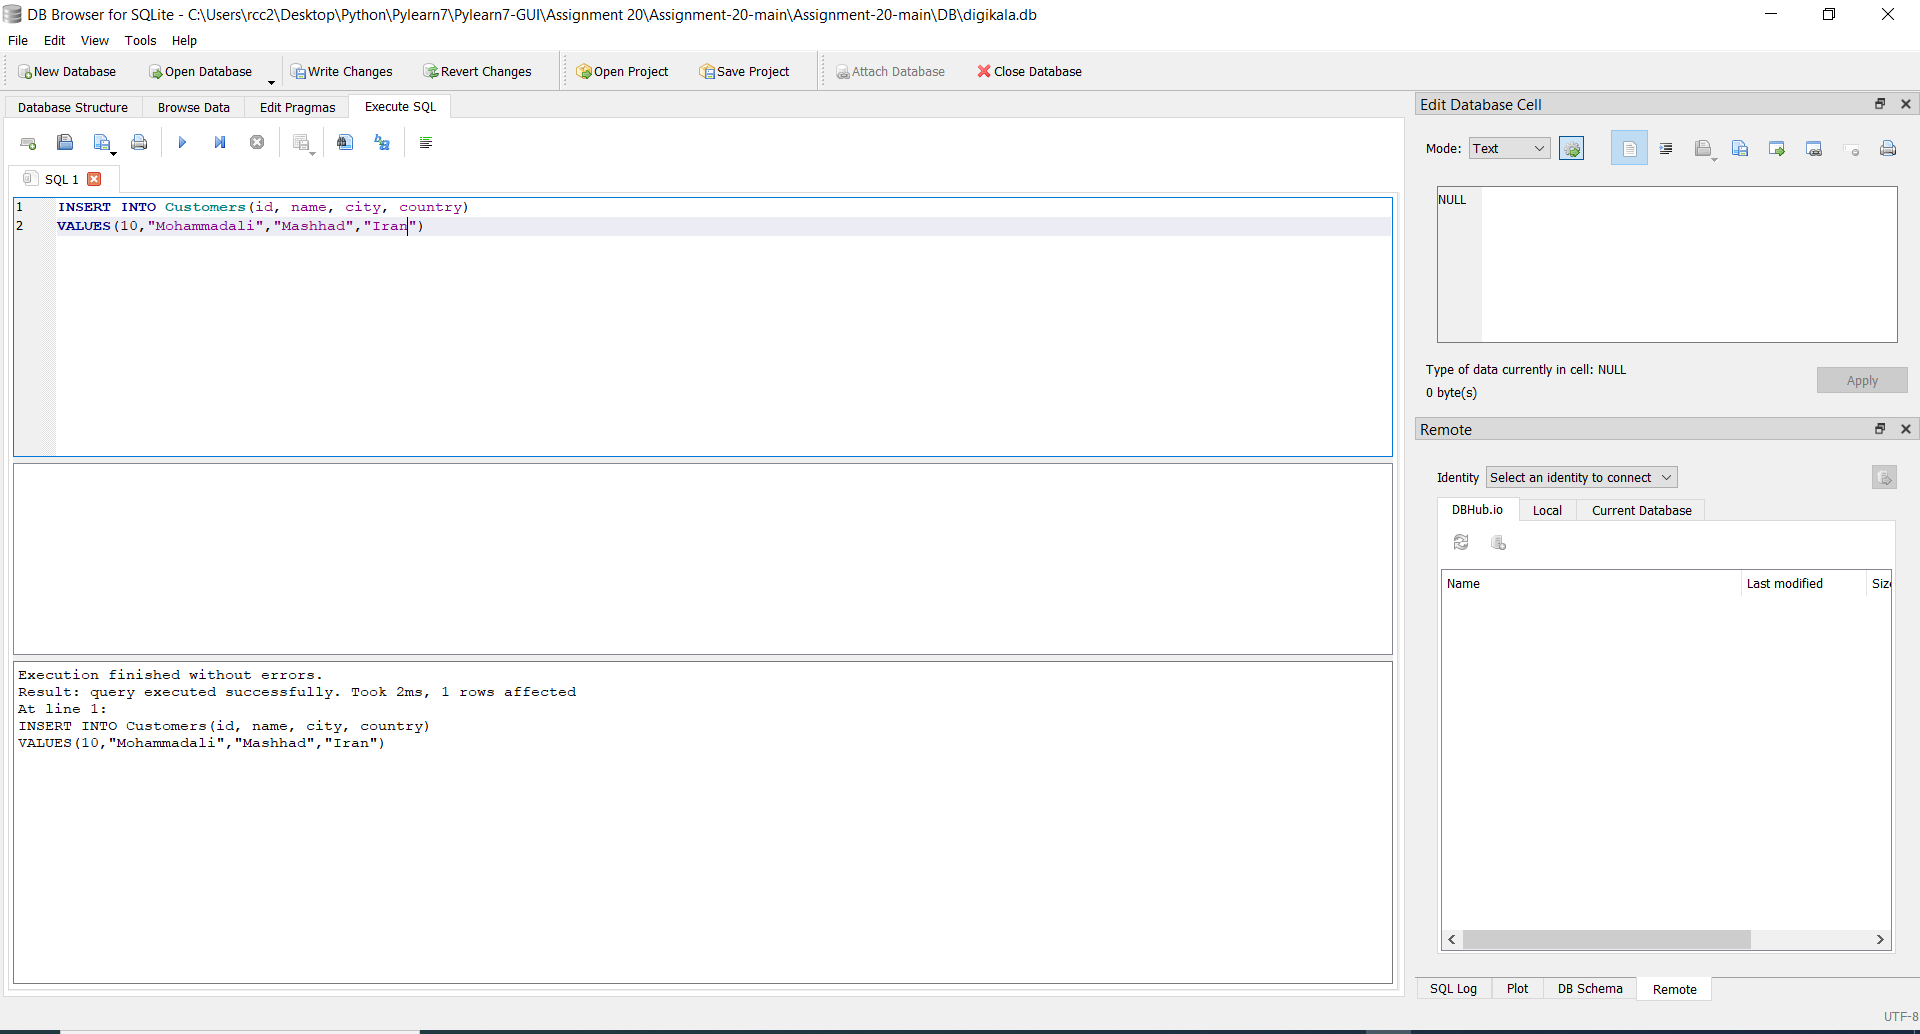 DB Browser for SQLite - C:\Users\rcc2\Desktop\Python\Pylearn7\Pylearn7-GUI\Assignment 20\Assignment-20-main\Assignment-20-main\DB\digikala.db
File Edit View Tools Help
New Database Open Database Write Changes Revert Changes Open Project Save Project Attach Database Close Database
Database Structure Browse Data Edit Pragmas Execute SQL
SQL 1
1 INSERT INTO Customers(id, name, city, country)
2 VALUES(10,"Mohammadali","Mashhad","Iran")
Execution finished without errors.
Result: query executed successfully. Took 2ms, 1 rows affected
At line 1:
INSERT INTO Customers(id, name, city, country)
VALUES(10,"Mohammadali","Mashhad","Iran")
Edit Database Cell
Mode: Text
NULL
Type of data currently in cell: NULL
0 byte(s)
Apply
Remote
Identity Select an identity to connect
DBHub.io Local Current Database
Name Last modified Siz
SQL Log Plot DB Schema Remote
UTF-8